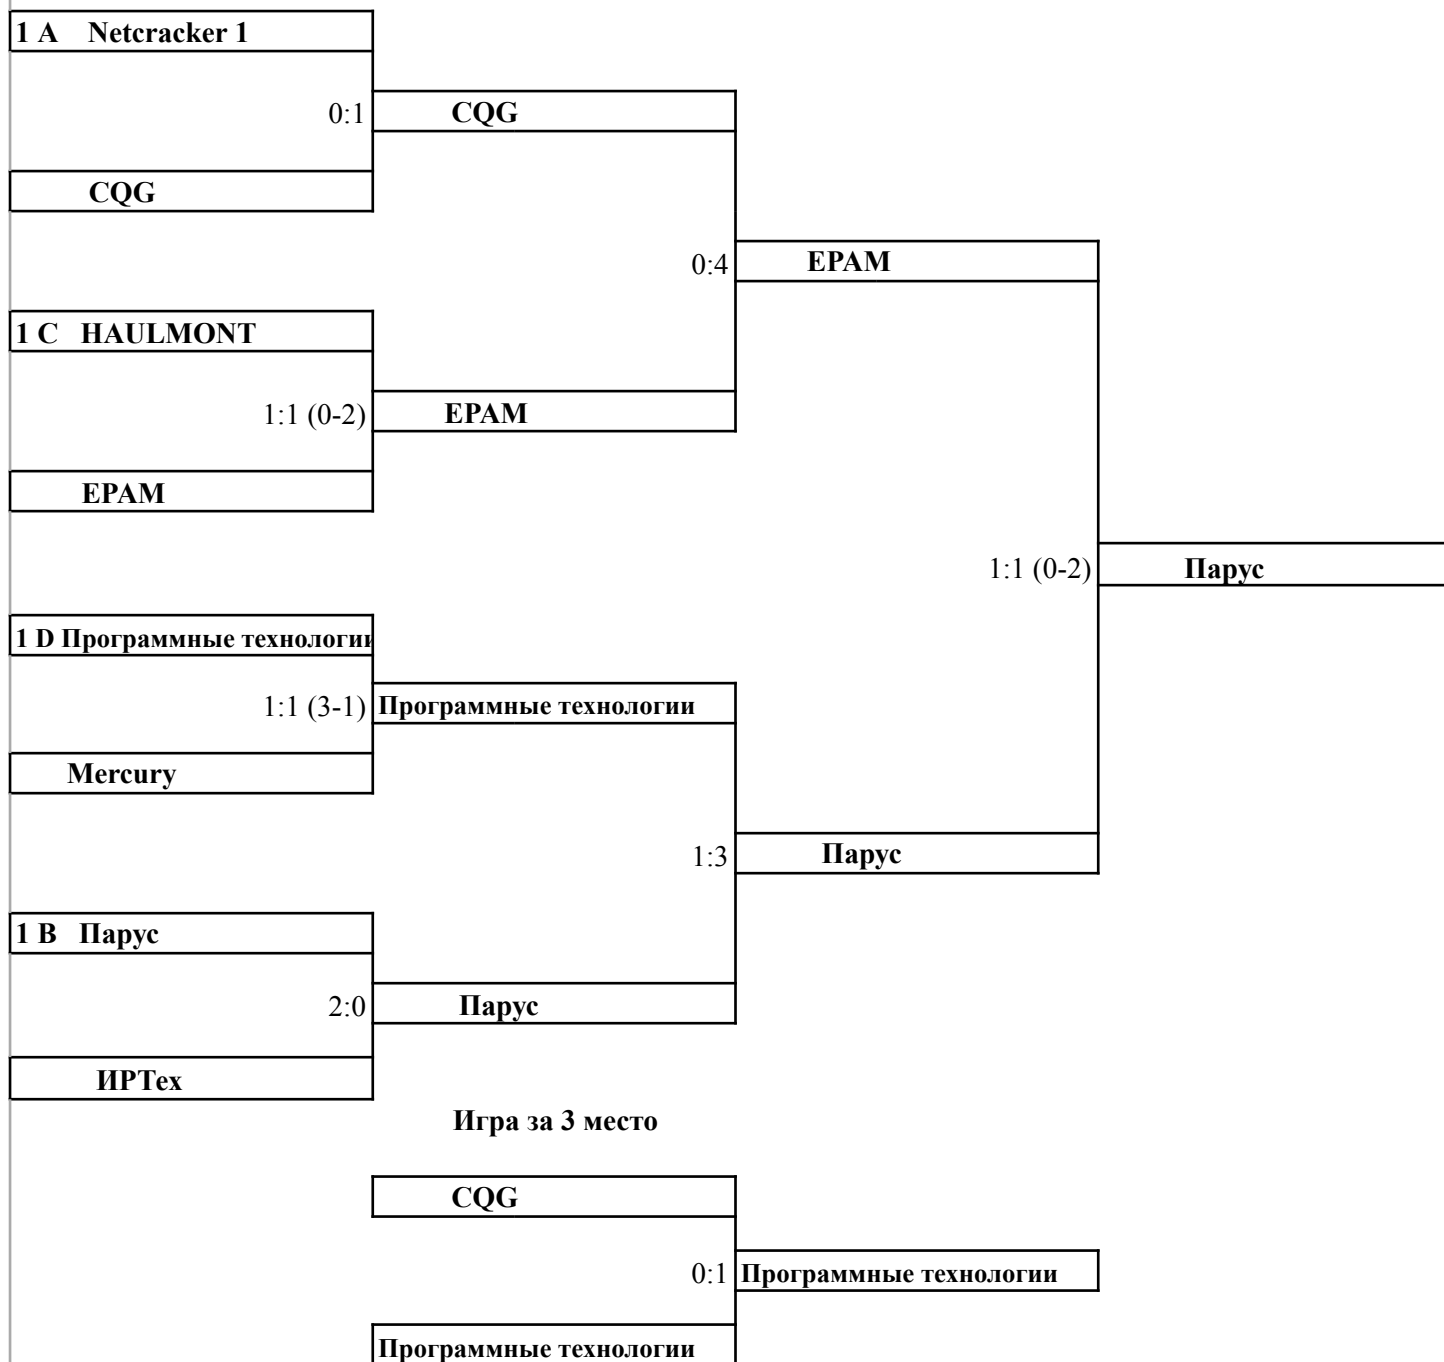 1 A Netcracker 1
0:1 CQG
CQG
0:4 EPAM
1 C HAULMONT
1:1 (0-2) EPAM
EPAM
1:1 (0-2) Парус
1 D Программные технологии
1:1 (3-1) Программные технологии
Mercury
1:3 Парус
1 B Парус
2:0 Парус
ИРТех
Игра за 3 место
CQG
0:1 Программные технологии
Программные технологии